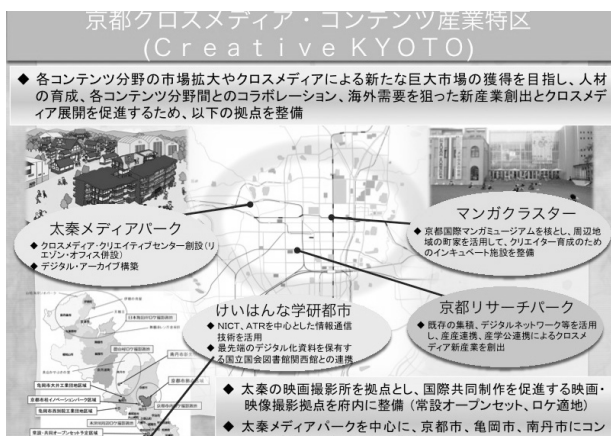 京都クロスメディア・コンテンツ産業特区
(Creative KYOTO)
◆ 各コンテンツ分野の市場拡大やクロスメディアによる新たな巨大市場の獲得を目指し、人材
の育成、各コンテンツ分野間とのコラボレーション、海外需要を狙った新産業創出とクロスメデ
ィア展開を促進するため、以下の拠点を整備
太秦メディアパーク
◆ クロスメディア・クリエイティブセンター創設(リ
エゾン・オフィス併設)
◆ デジタル・アーカイブ構築
マンガクラスター
◆ 京都国際マンガミュージアムを核とし、周辺地
域の町家を活用して、クリエイター育成のため
のインキュベート施設を整備
けいはんな学研都市
◆ NICT、ATRを中心とした情報通信
技術を活用
◆ 最先端のデジタル化資料を保有す
る国立国会図書館関西館との連携
京都リサーチパーク
◆ 既存の集積、デジタルネットワーク等を活用
し、産産連携、産学公連携によるクロスメ
ディア新産業を創出
◆ 太秦の映画撮影所を拠点とし、国際共同制作を促進する映画・
映像撮影拠点を府内に整備（常設オープンセット、ロケ適地）
◆ 太秦メディアパークを中心に、京都市、亀岡市、南丹市にコン